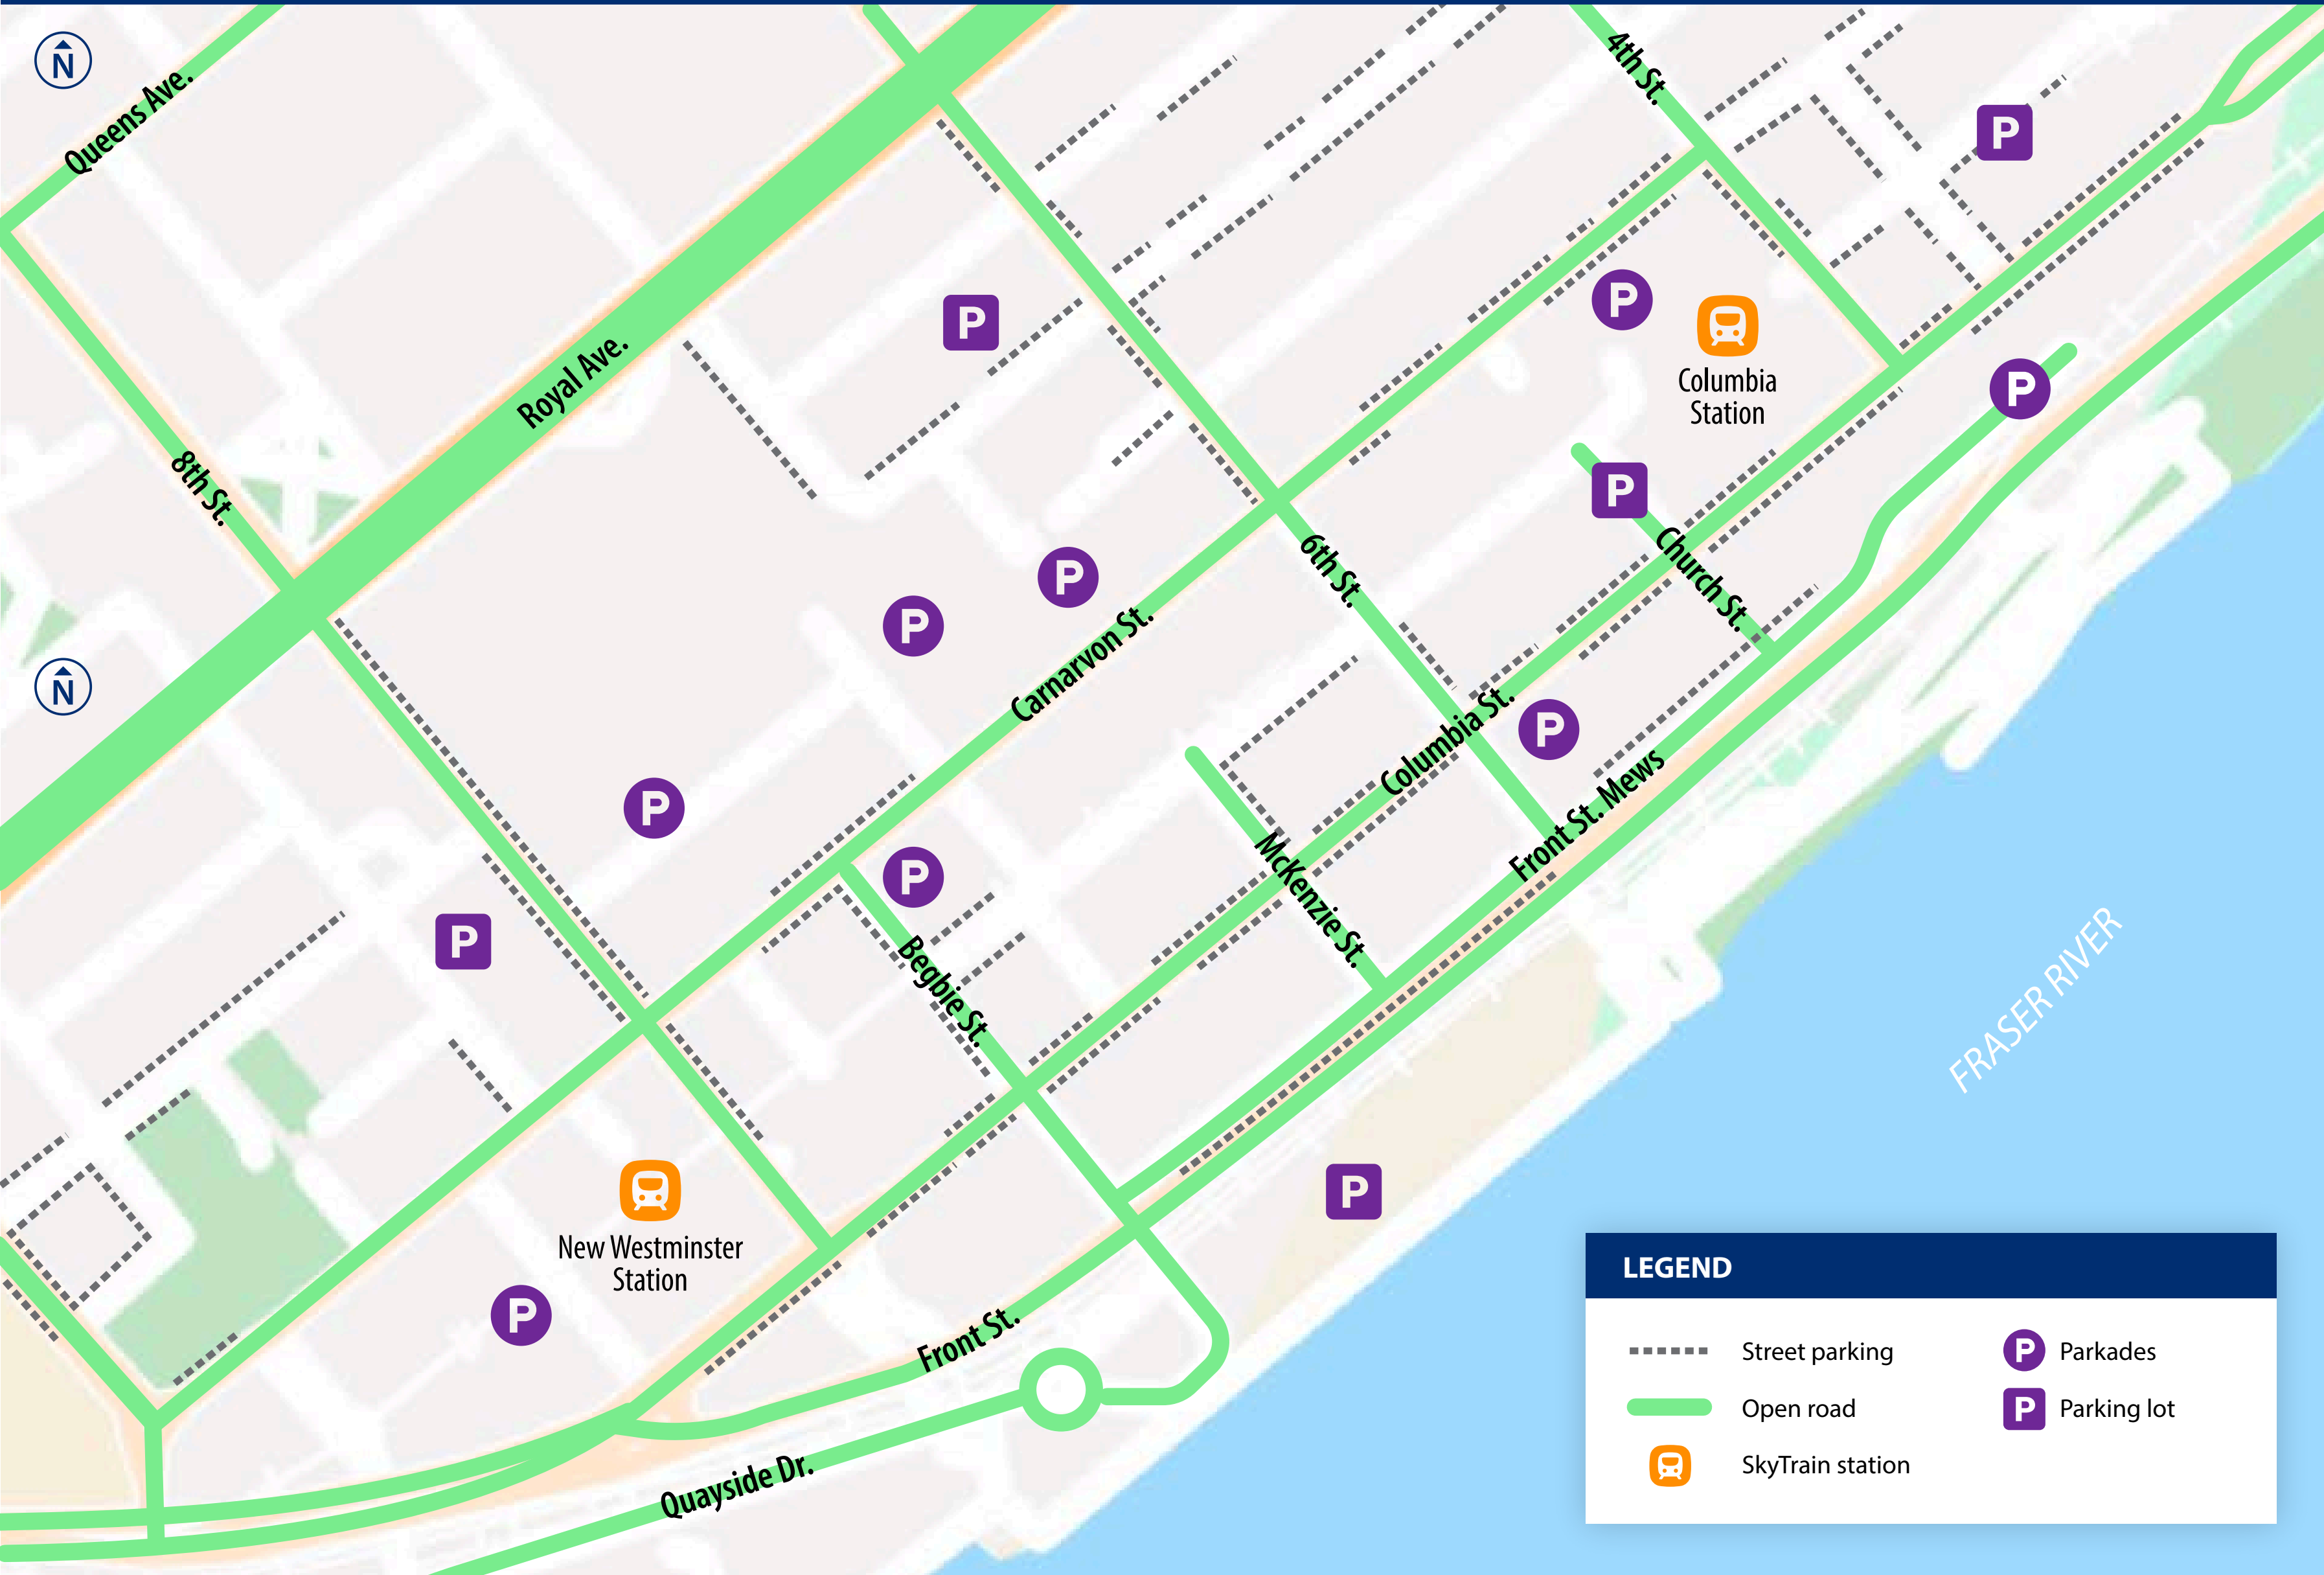 N
Queens Ave.
4th St.
P
P
P
Columbia
Station
Royal Ave.
P
8th St.
P
Church St.
6th St.
P
P
Carnarvon St.
N
Columbia St.
P
Front St. Mews
P
McKenzie St.
P
Begbie St.
P
FRASER RIVER
P
New Westminster
Station
P
Front St.
Quayside Dr.
LEGEND
Street parking
P Parkades
Open road
P Parking lot
SkyTrain station